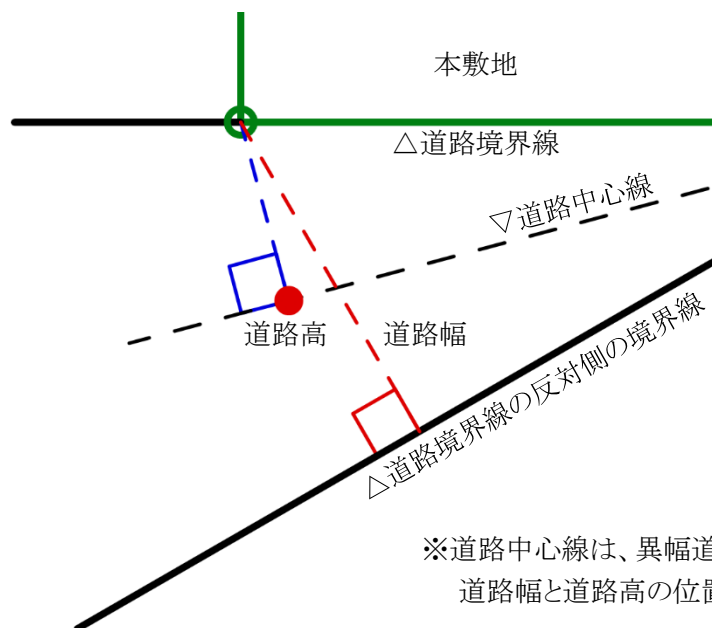 本敷地
△道路境界線
▽道路中心線
道路高
道路幅
△道路境界線の反対側の境界線
※道路中心線は、異幅道
道路幅と道路高の位置